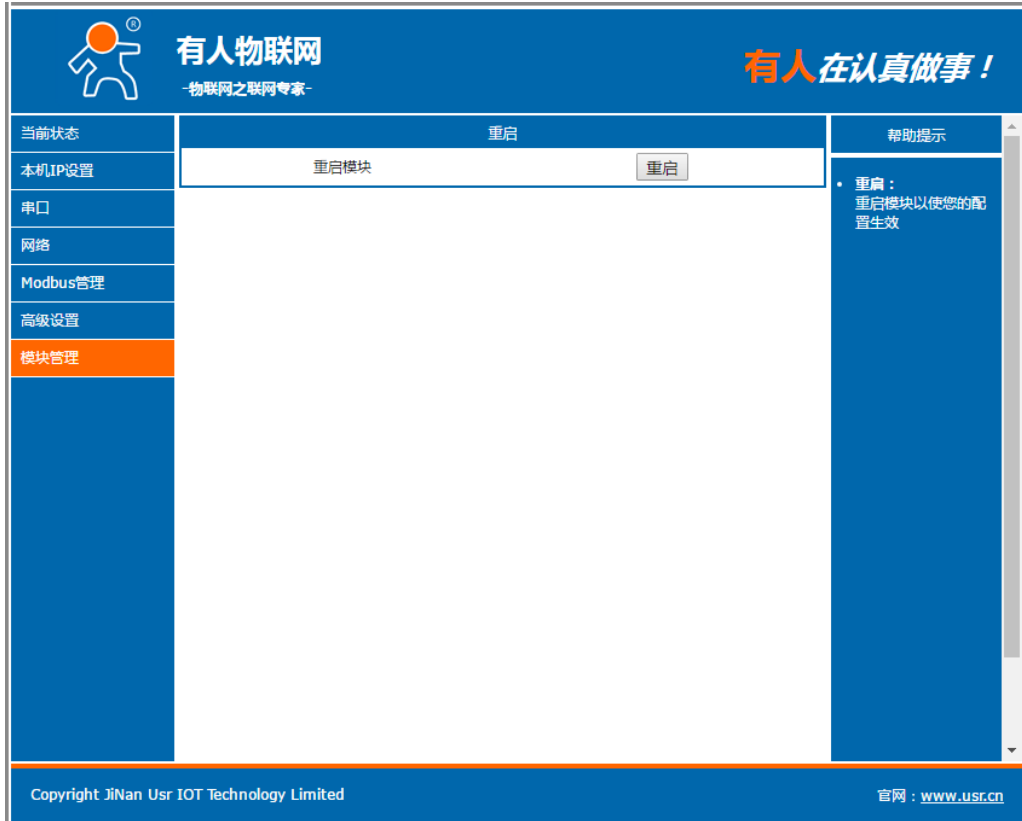 ®
有人物联网
-物联网之联网专家-
有人在认真做事！
当前状态
本机IP设置
串口
网络
Modbus管理
高级设置
模块管理
重启
重启模块
重启
帮助提示
• 重启：
重启模块以使您的配
置生效
Copyright JiNan Usr IOT Technology Limited
官网：www.usr.cn